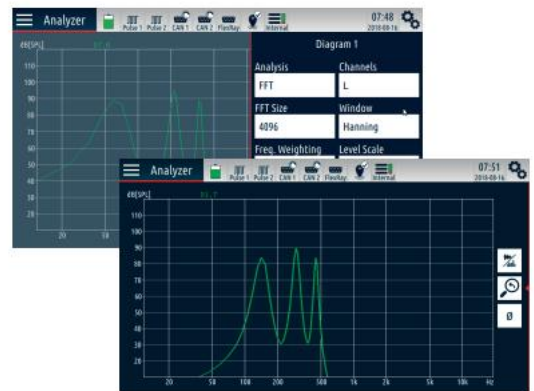 Analyzer Pulse 1 Pulse 2 CAN 1 CAN 2 FlexRay Internal 07:48
2018-08-16
dB[SPL]
Diagram 1
110
100
90
80
70
60
50
40
30
20
20
Analysis Channels
FFT L
FFT Size Window
4096 Hanning
Freq. Weighting Level Scale
Analyzer Pulse 1 Pulse 2 CAN 1 CAN 2 FlexRay Internal 07:51
2018-08-16
dB[SPL]
110
100
90
80
70
60
50
40
30
20
20 50 100 200 500 1k 2k 5k 10k Hz
Ø